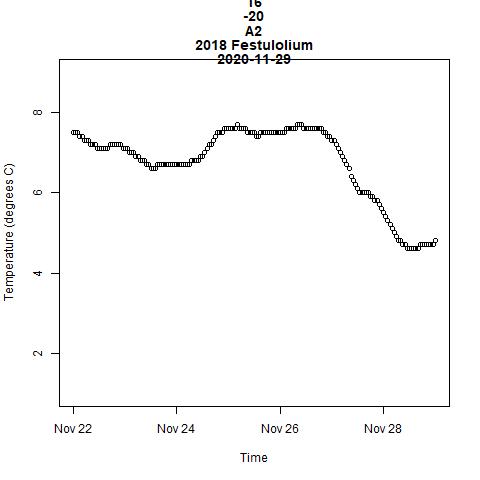 16
-20
A2
2018 Festulolium
2020-11-29
Temperature (degrees C)
8
6
4
2
Nov 22 Nov 24 Nov 26 Nov 28
Time